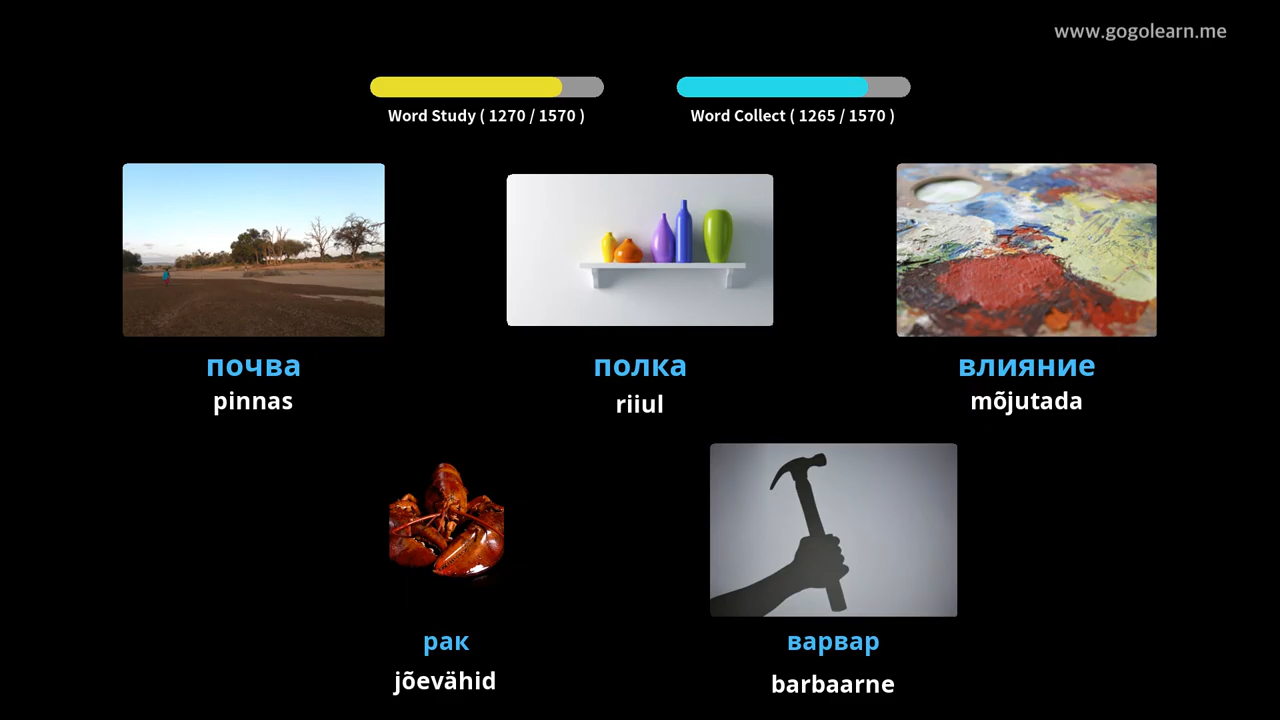 www.gogolearn.me
Word Study ( 1270 / 1570 )
Word Collect ( 1265 / 1570 )
почва
полка
влияние
pinnas
riiul
mõjutada
рак
варвар
jõevähid
barbaarne